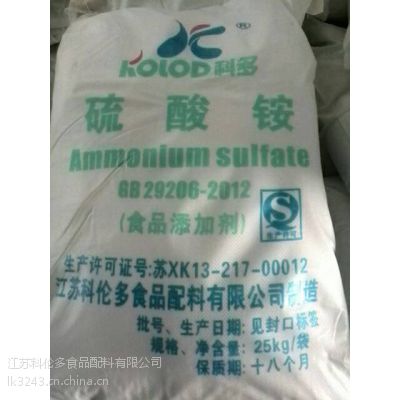 ®
KOLOD科多
硫酸铵
Ammonium sulfate
GB 29206-2012
(食品添加剂)
生产许可
生产许可证号:苏XK13-217-00012
江苏科伦多食品配料有限公司制造
批号、生产日期:见封口标签
规格、净含量:25kg/袋
保质期:十八个月
江苏科伦多食品配料有限公司
lk3243.cn.china.cn